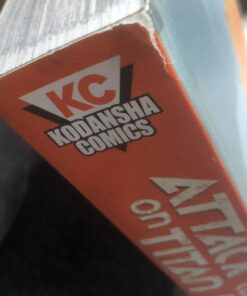 KC
KODANSHA
COMICS
ATTACK
ON TITAN